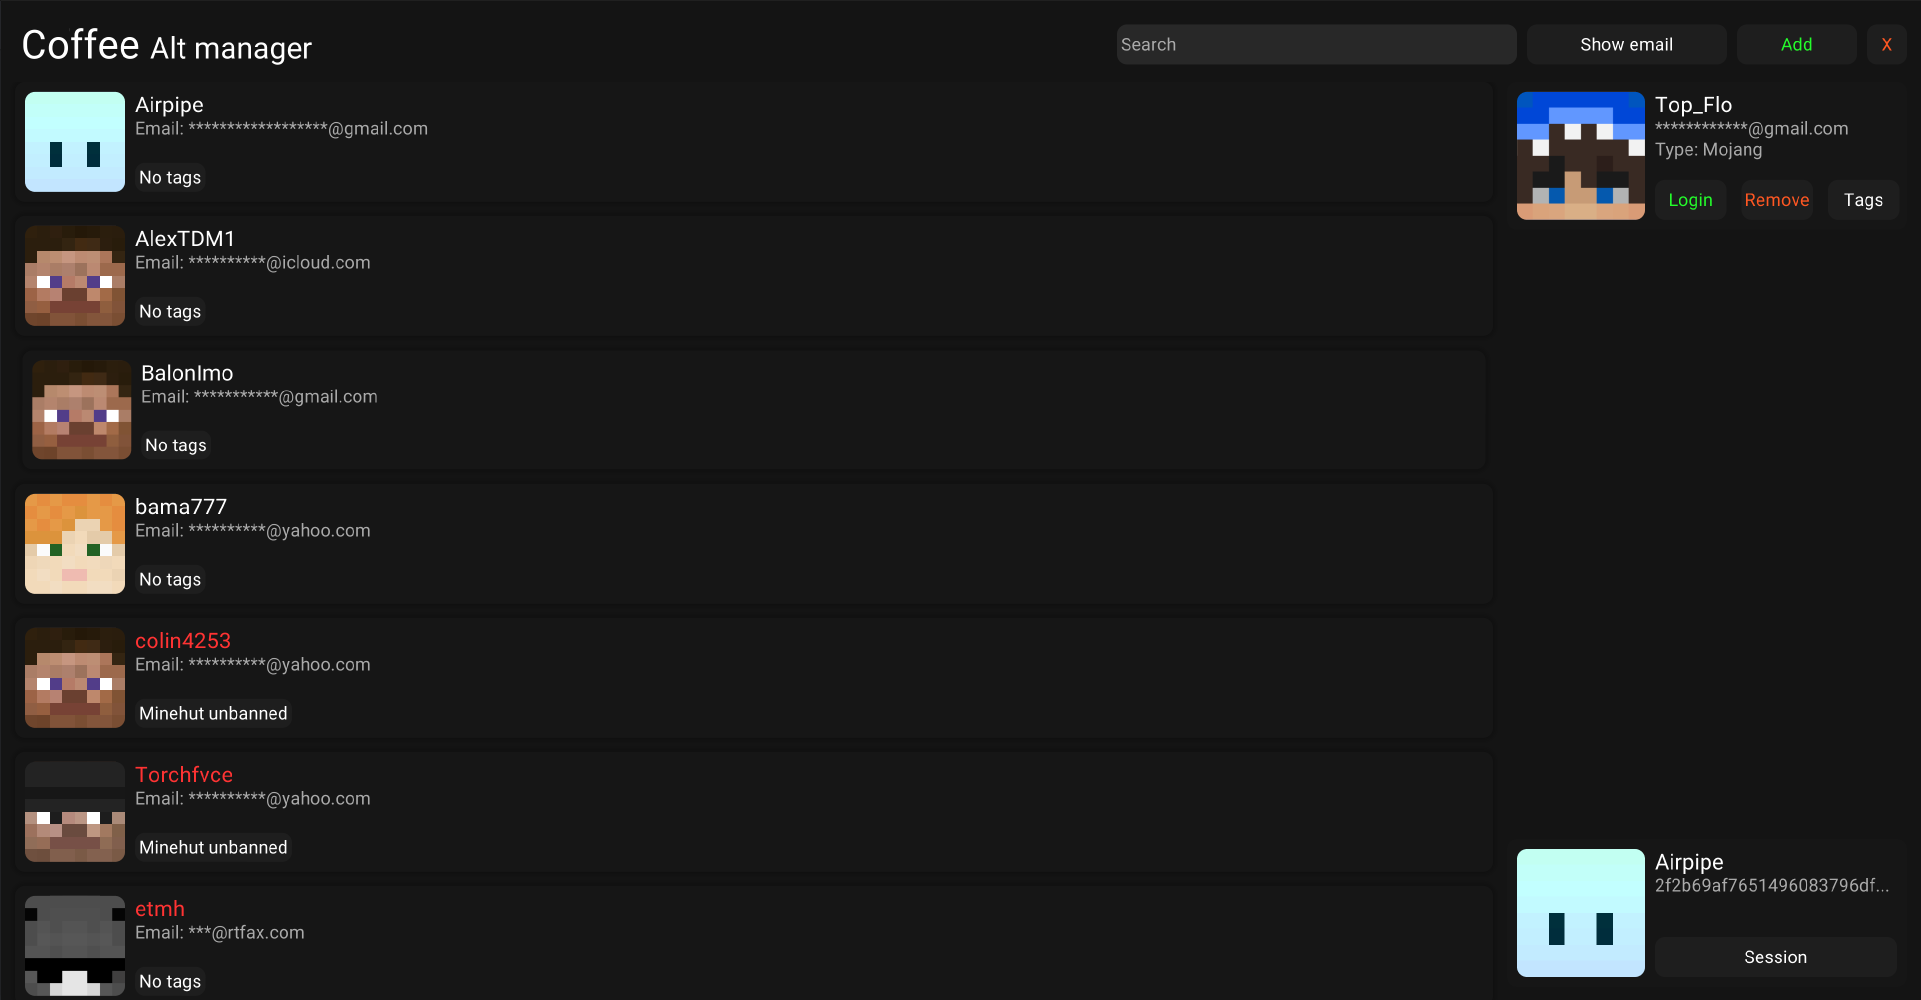 Coffee Alt manager
Search
Show email
Add
X
Airpipe
Email: ******************@gmail.com
No tags
AlexTDM1
Email: **********@icloud.com
No tags
BalonImo
Email: ***********@gmail.com
No tags
bama777
Email: **********@yahoo.com
No tags
colin4253
Email: **********@yahoo.com
Minehut unbanned
Torchfvce
Email: **********@yahoo.com
Minehut unbanned
etmh
Email: ***@rtfax.com
No tags
Top_Flo
************@gmail.com
Type: Mojang
Login
Remove
Tags
Airpipe
2f2b69af7651496083796df...
Session